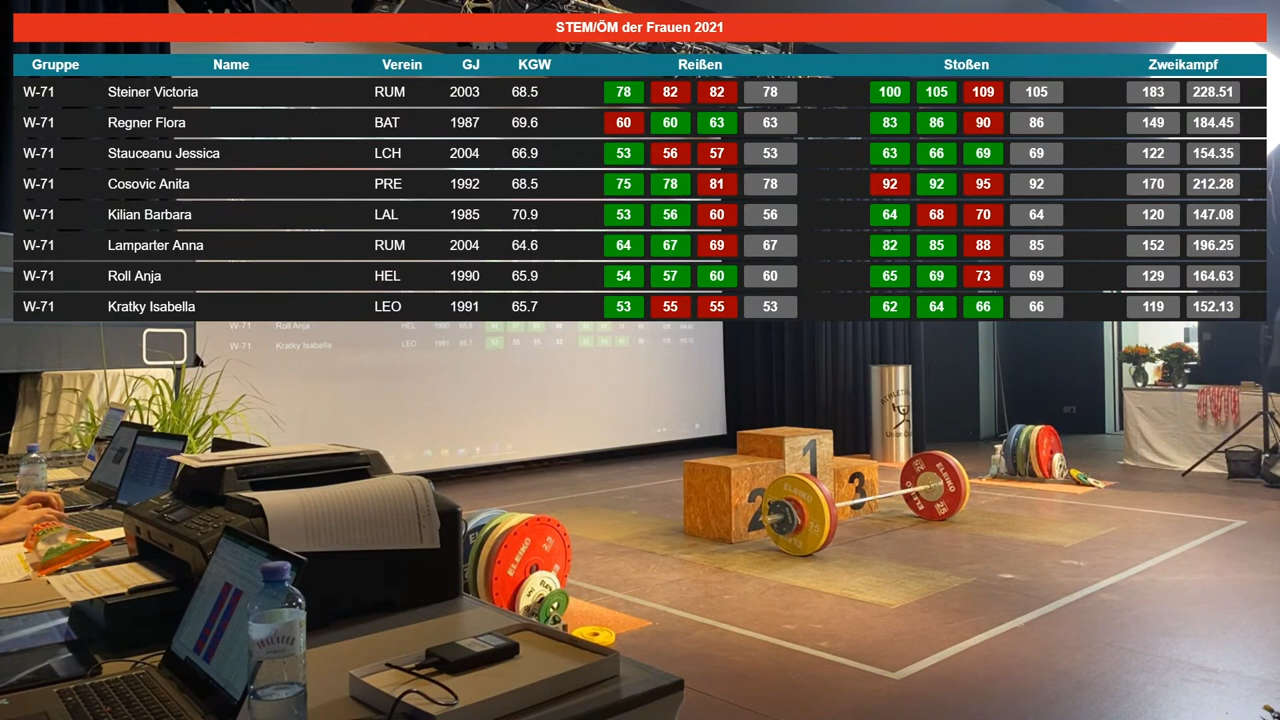 STEM/ÖM der Frauen 2021
Gruppe Name Verein GJ KGW Reißen Stoßen Zweikampf
W-71 Steiner Victoria RUM 2003 68.5 78 82 82 78 100 105 109 105 183 228.51
W-71 Regner Flora BAT 1987 69.6 60 60 63 63 83 86 90 86 149 184.45
W-71 Stauceanu Jessica LCH 2004 66.9 53 56 57 53 63 66 69 69 122 154.35
W-71 Cosovic Anita PRE 1992 68.5 75 78 81 78 92 92 95 92 170 212.28
W-71 Kilian Barbara LAL 1985 70.9 53 56 60 56 64 68 70 64 120 147.08
W-71 Lamparter Anna RUM 2004 64.6 64 67 69 67 82 85 88 85 152 196.25
W-71 Roll Anja HEL 1990 65.9 54 57 60 60 65 69 73 69 129 164.63
W-71 Kratky Isabella LEO 1991 65.7 53 55 55 53 62 64 66 66 119 152.13
W-71 Roll Anja HEL
W-71 Kratky Isabella LEO
1
2
3
ELEIKO
ELEIKO
25
ELEIKO
2.5